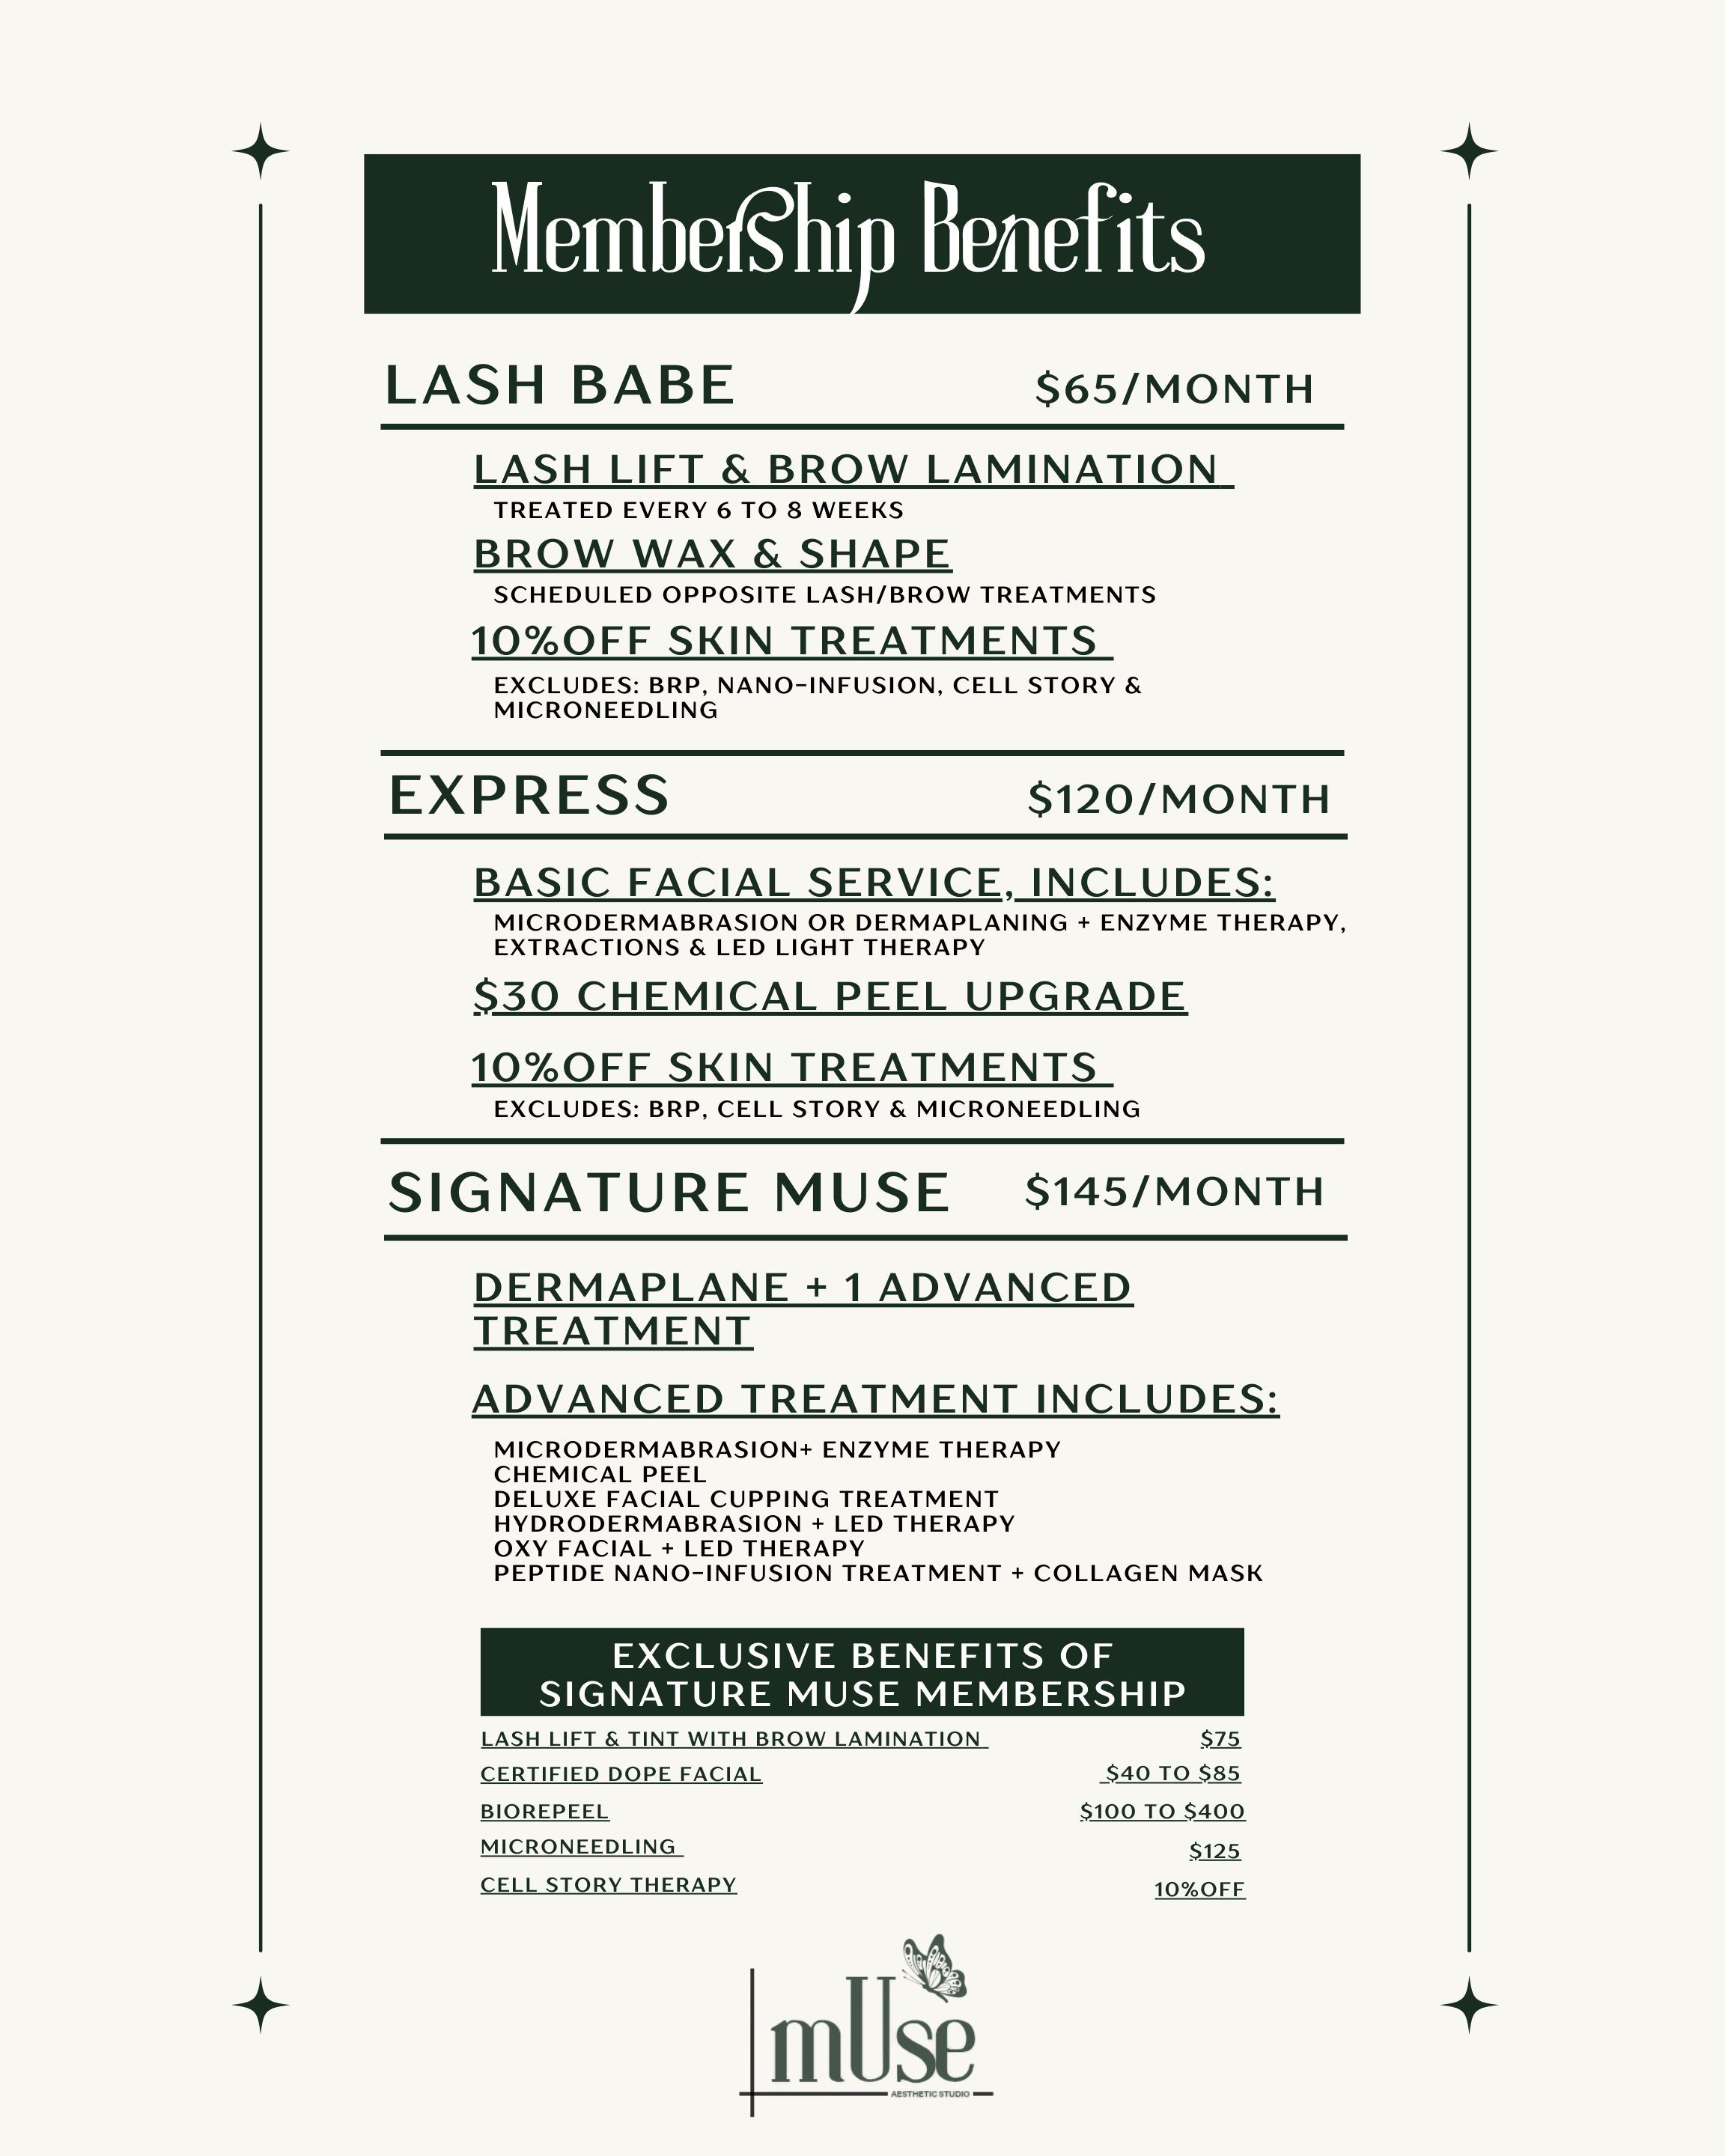 Membership Benefits
LASH BABE $65/MONTH
LASH LIFT & BROW LAMINATION
TREATED EVERY 6 TO 8 WEEKS
BROW WAX & SHAPE
SCHEDULED OPPOSITE LASH/BROW TREATMENTS
10%OFF SKIN TREATMENTS
EXCLUDES: BRP, NANO-INFUSION, CELL STORY &
MICRONEEDLING
EXPRESS $120/MONTH
BASIC FACIAL SERVICE, INCLUDES:
MICRODERMABRASION OR DERMAPLANING + ENZYME THERAPY,
EXTRACTIONS & LED LIGHT THERAPY
$30 CHEMICAL PEEL UPGRADE
10%OFF SKIN TREATMENTS
EXCLUDES: BRP, CELL STORY & MICRONEEDLING
SIGNATURE MUSE $145/MONTH
DERMAPLANE + 1 ADVANCED
TREATMENT
ADVANCED TREATMENT INCLUDES:
MICRODERMABRASION+ ENZYME THERAPY
CHEMICAL PEEL
DELUXE FACIAL CUPPING TREATMENT
HYDRODERMABRASION + LED THERAPY
OXY FACIAL + LED THERAPY
PEPTIDE NANO-INFUSION TREATMENT + COLLAGEN MASK
EXCLUSIVE BENEFITS OF
SIGNATURE MUSE MEMBERSHIP
LASH LIFT & TINT WITH BROW LAMINATION $75
CERTIFIED DOPE FACIAL $40 TO $85
BIOREPEEL $100 TO $400
MICRONEEDLING $125
CELL STORY THERAPY 10%OFF
mUse
AESTHETIC STUDIO